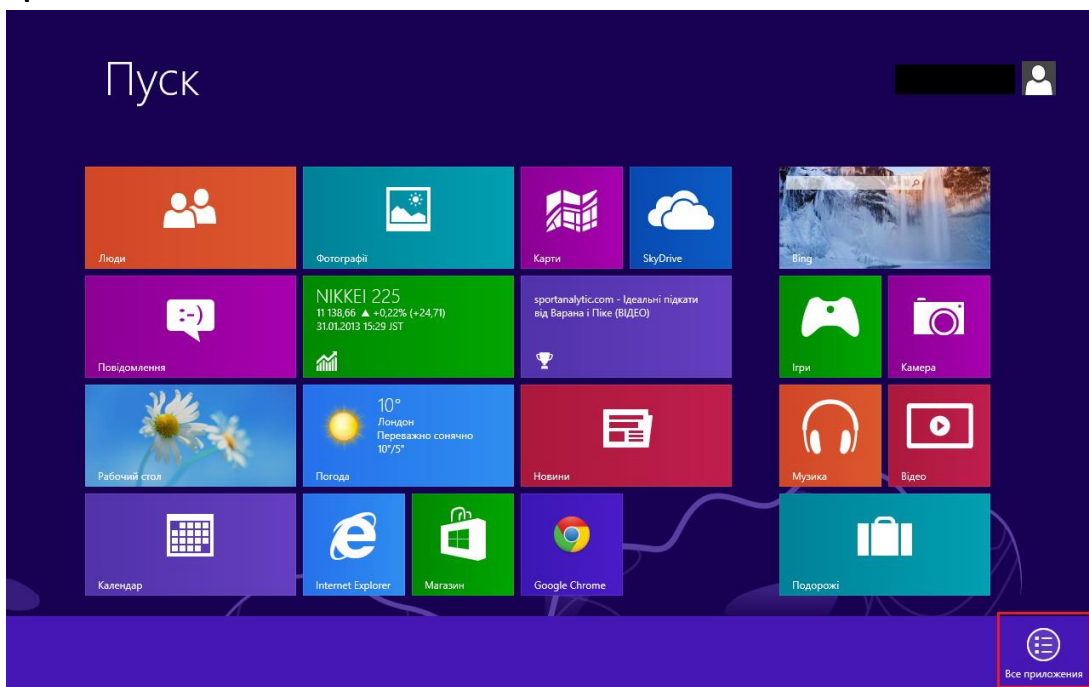 Пуск
Люди
Фотографії
Карти
SkyDrive
Bing
Повідомлення
NIKKEI 225
11 138,66 ▲ +0,22% (+24,71)
31.01.2013 15:29 JST
sportanalytic.com - Ідеальні підкати
від Варана і Піке (ВІДЕО)
Ігри
Камера
Рабочий стол
10°
Лондон
Переважно сонячно
10°/5°
Погода
Новини
Музика
Відео
Календар
Internet Explorer
Магазин
Google Chrome
Подорожі
Все приложения